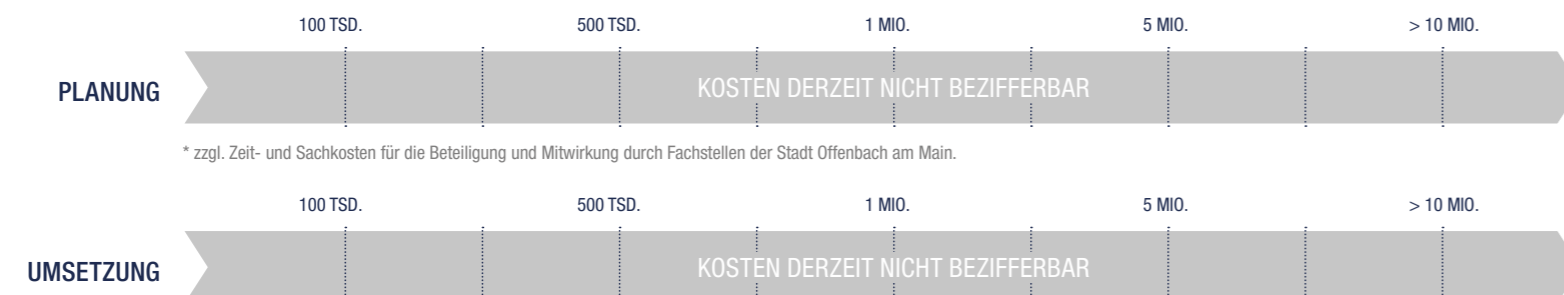 100 TSD. 500 TSD. 1 MIO. 5 MIO. > 10 MIO.
PLANUNG KOSTEN DERZEIT NICHT BEZIFFERBAR
* zzgl. Zeit- und Sachkosten für die Beteiligung und Mitwirkung durch Fachstellen der Stadt Offenbach am Main.
100 TSD. 500 TSD. 1 MIO. 5 MIO. > 10 MIO.
UMSETZUNG KOSTEN DERZEIT NICHT BEZIFFERBAR